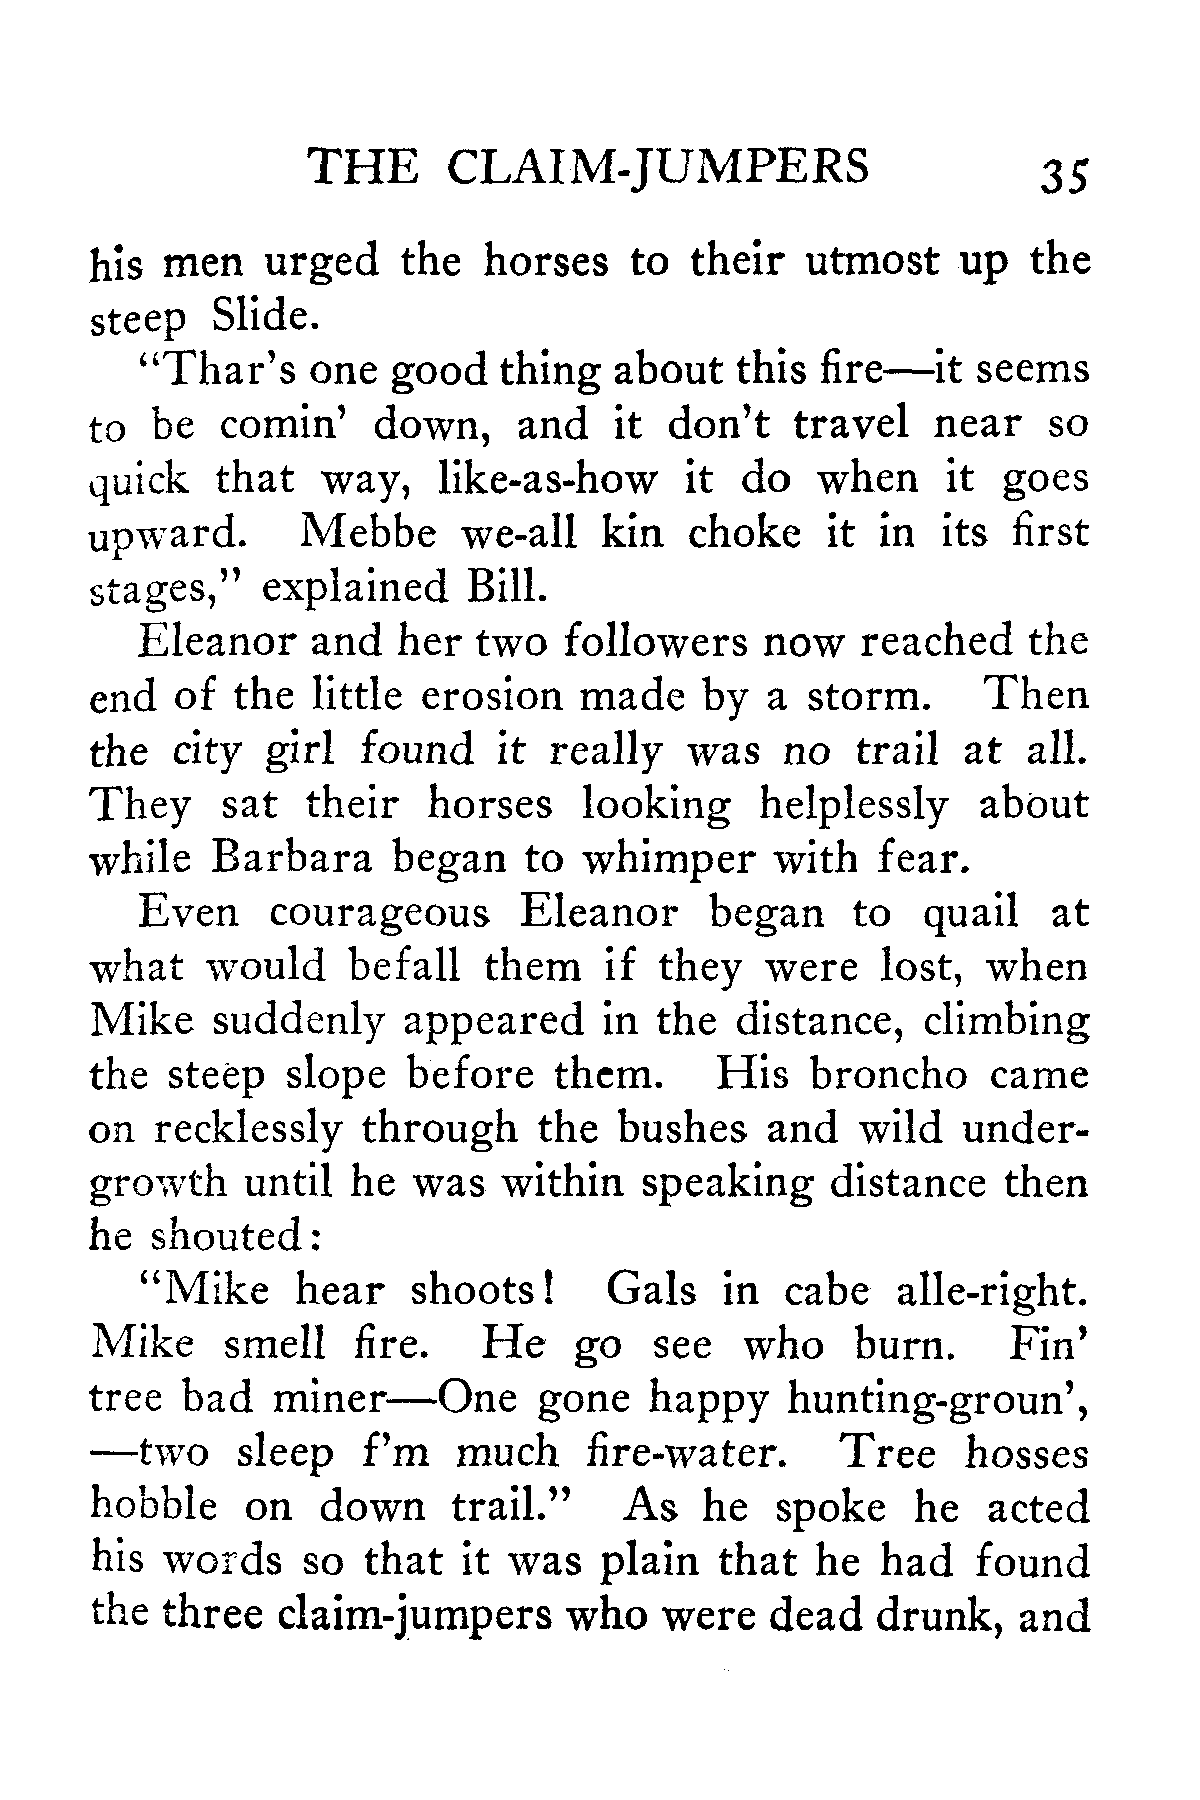 THE CLAIM-JUMPERS 35
his men urged the horses to their utmost up the
steep Slide.
“Thar’s one good thing about this fire—it seems
to be comin’ down, and it don’t travel near so
quick that way, like-as-how it do when it goes
upward. Mebbe we-all kin choke it in its first
stages,” explained Bill.
Eleanor and her two followers now reached the
end of the little erosion made by a storm. Then
the city girl found it really was no trail at all.
They sat their horses looking helplessly about
while Barbara began to whimper with fear.
Even courageous Eleanor began to quail at
what would befall them if they were lost, when
Mike suddenly appeared in the distance, climbing
the steep slope before them. His broncho came
on recklessly through the bushes and wild under-
growth until he was within speaking distance then
he shouted:
“Mike hear shoots! Gals in cabe alle-right.
Mike smell fire. He go see who burn. Fin’
tree bad miner—One gone happy hunting-groun’,
—two sleep f’m much fire-water. Tree hosses
hobble on down trail.” As he spoke he acted
his words so that it was plain that he had found
the three claim-jumpers who were dead drunk, and